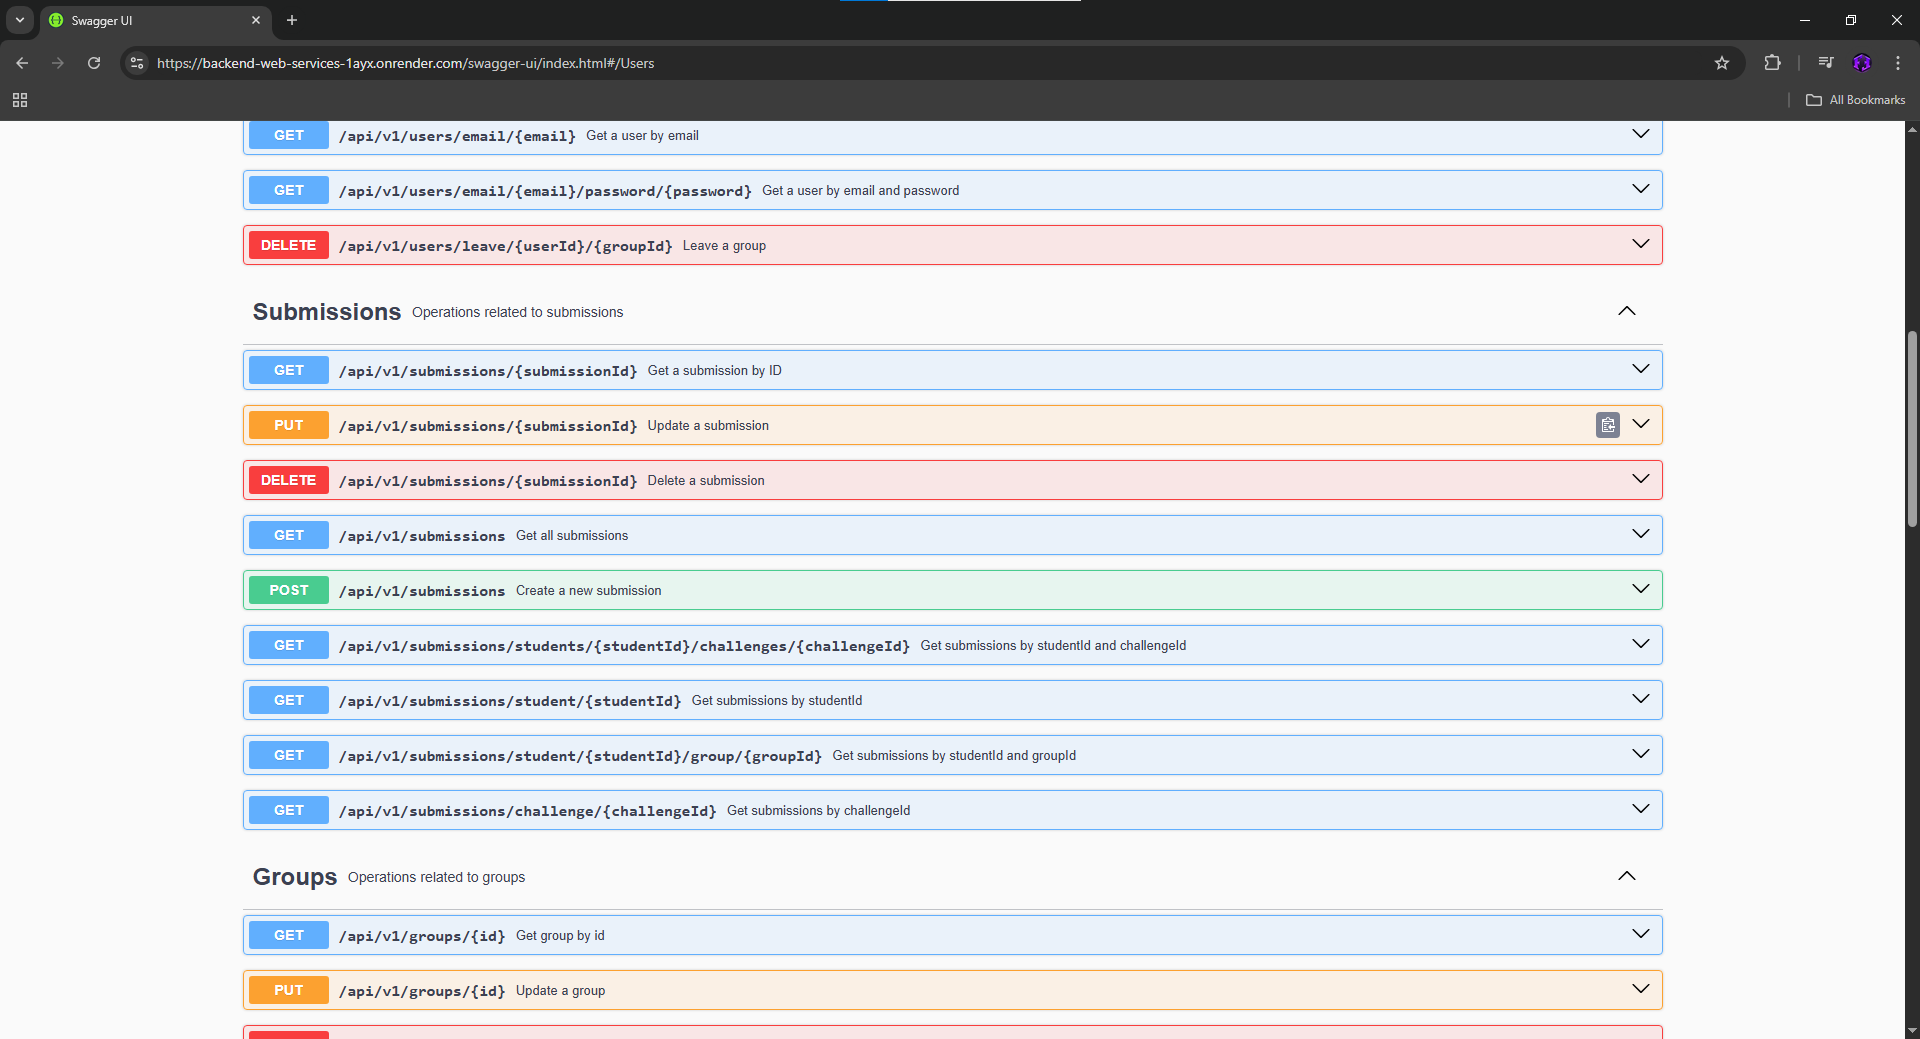 Swagger UI
https://backend-web-services-1ayx.onrender.com/swagger-ui/index.html#/Users
All Bookmarks
GET /api/v1/users/email/{email} Get a user by email
GET /api/v1/users/email/{email}/password/{password} Get a user by email and password
DELETE /api/v1/users/leave/{userId}/{groupId} Leave a group
Submissions Operations related to submissions
GET /api/v1/submissions/{submissionId} Get a submission by ID
PUT /api/v1/submissions/{submissionId} Update a submission
DELETE /api/v1/submissions/{submissionId} Delete a submission
GET /api/v1/submissions Get all submissions
POST /api/v1/submissions Create a new submission
GET /api/v1/submissions/students/{studentId}/challenges/{challengeId} Get submissions by studentId and challengeId
GET /api/v1/submissions/student/{studentId} Get submissions by studentId
GET /api/v1/submissions/student/{studentId}/group/{groupId} Get submissions by studentId and groupId
GET /api/v1/submissions/challenge/{challengeId} Get submissions by challengeId
Groups Operations related to groups
GET /api/v1/groups/{id} Get group by id
PUT /api/v1/groups/{id} Update a group